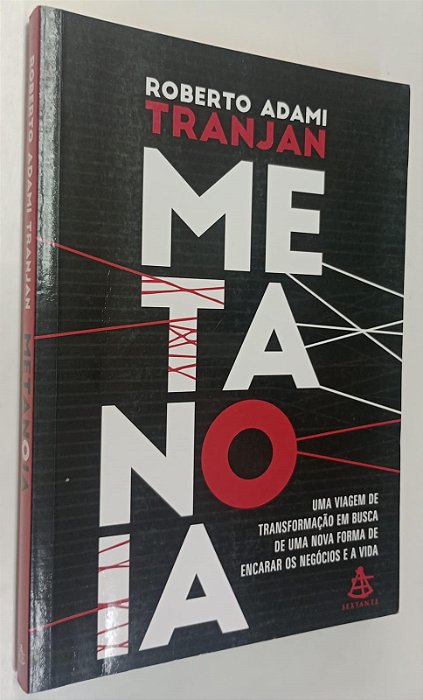 ROBERTO ADAMI
TRANJAN
ME
TA
NO
IA
UMA VIAGEM DE
TRANSFORMAÇÃO EM BUSCA
DE UMA NOVA FORMA DE
ENCARAR OS NEGÓCIOS E A VIDA
SEXTANTE
ROBERTO ADAMI TRANJAN METANOIA